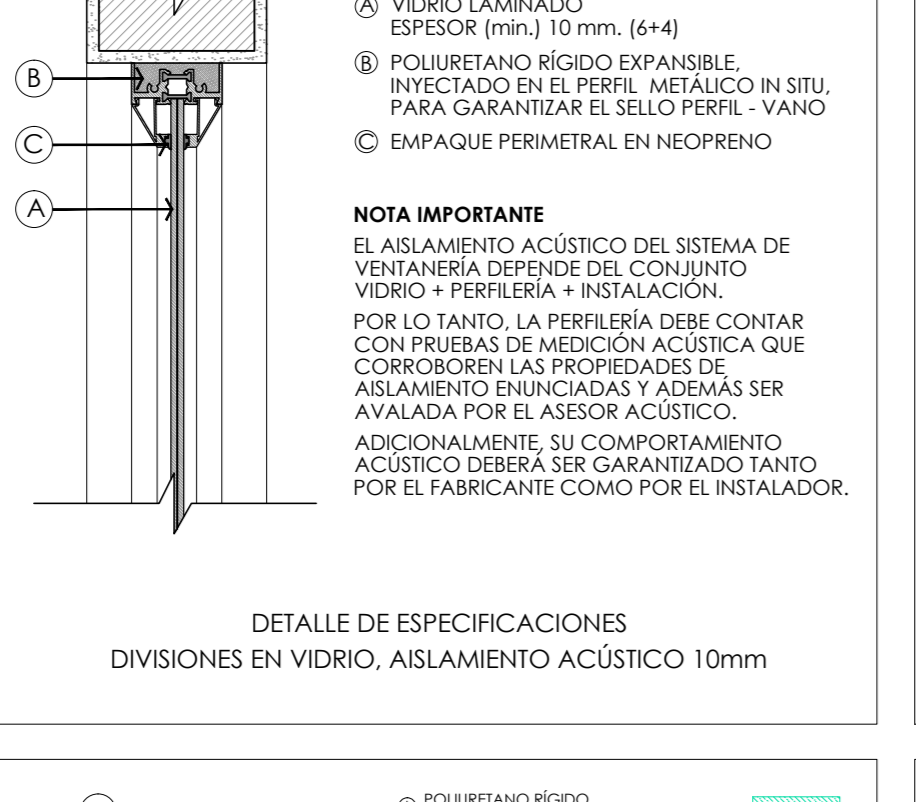 Ⓐ VIDRIO LAMINADO
ESPESOR (min.) 10 mm. (6+4)
Ⓑ POLIURETANO RÍGIDO EXPANSIBLE,
INYECTADO EN EL PERFIL METÁLICO IN SITU,
PARA GARANTIZAR EL SELLO PERFIL - VANO
Ⓒ EMPAQUE PERIMETRAL EN NEOPRENO
B
C
A
NOTA IMPORTANTE
EL AISLAMIENTO ACÚSTICO DEL SISTEMA DE
VENTANERÍA DEPENDE DEL CONJUNTO
VIDRIO + PERFILERÍA + INSTALACIÓN.
POR LO TANTO, LA PERFILERÍA DEBE CONTAR
CON PRUEBAS DE MEDICIÓN ACÚSTICA QUE
CORROBOREN LAS PROPIEDADES DE
AISLAMIENTO ENUNCIADAS Y ADEMÁS SER
AVALADA POR EL ASESOR ACÚSTICO.
ADICIONALMENTE, SU COMPORTAMIENTO
ACÚSTICO DEBERÁ SER GARANTIZADO TANTO
POR EL FABRICANTE COMO POR EL INSTALADOR.
DETALLE DE ESPECIFICACIONES
DIVISIONES EN VIDRIO, AISLAMIENTO ACÚSTICO 10mm
POLIURETANO RÍGIDO